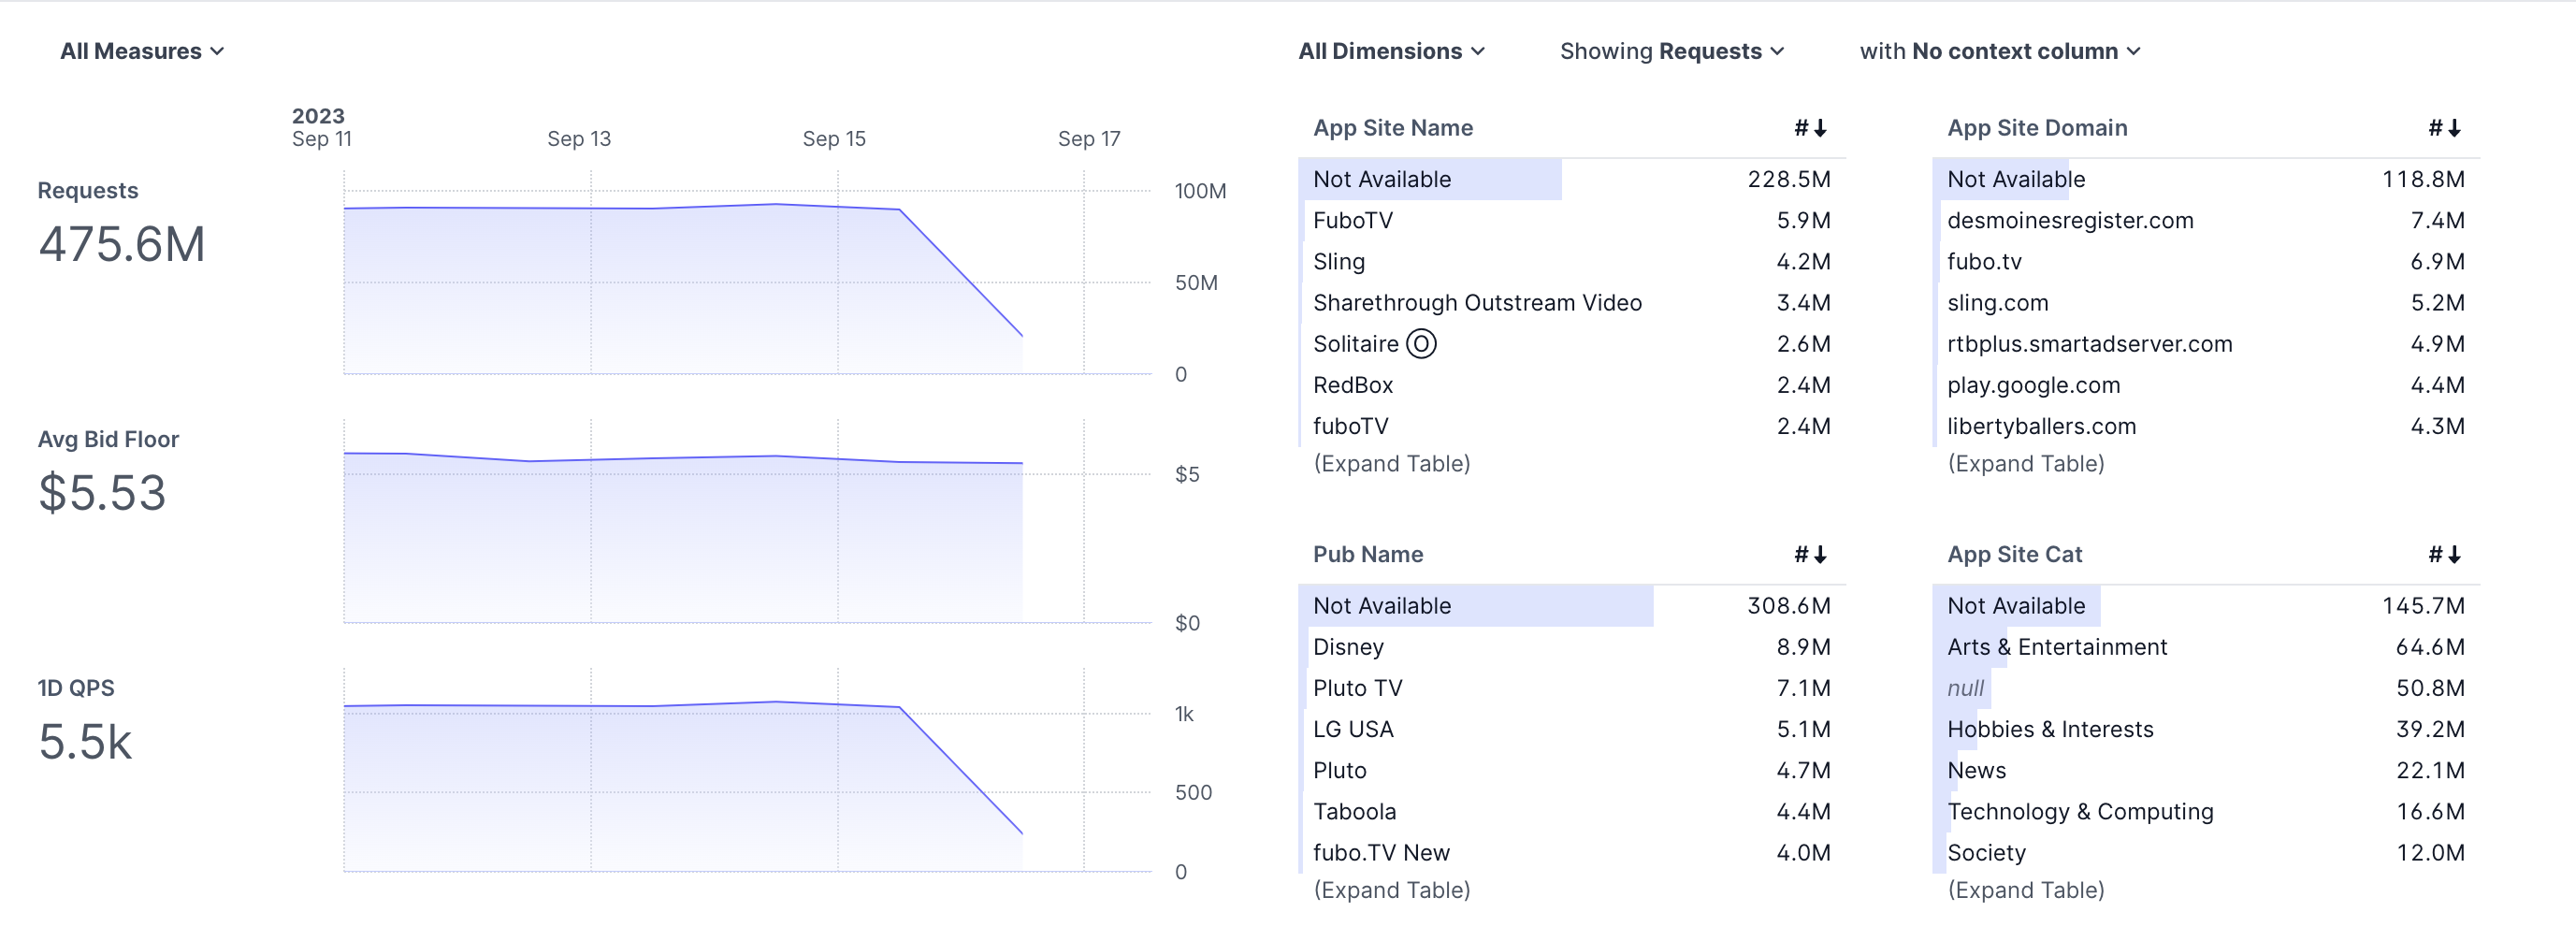 All Measures
All Dimensions
Showing Requests
with No context column
2023
Sep 11
Sep 13
Sep 15
Sep 17
Requests
475.6M
100M
50M
0
Avg Bid Floor
$5.53
$5
$0
1D QPS
5.5k
1k
500
0
App Site Name #
Not Available 228.5M
FuboTV 5.9M
Sling 4.2M
Sharethrough Outstream Video 3.4M
Solitaire Ⓞ 2.6M
RedBox 2.4M
fuboTV 2.4M
(Expand Table)
App Site Domain #
Not Available 118.8M
desmoinesregister.com 7.4M
fubo.tv 6.9M
sling.com 5.2M
rtbplus.smartadserver.com 4.9M
play.google.com 4.4M
libertyballers.com 4.3M
(Expand Table)
Pub Name #
Not Available 308.6M
Disney 8.9M
Pluto TV 7.1M
LG USA 5.1M
Pluto 4.7M
Taboola 4.4M
fubo.TV New 4.0M
(Expand Table)
App Site Cat #
Not Available 145.7M
Arts & Entertainment 64.6M
null 50.8M
Hobbies & Interests 39.2M
News 22.1M
Technology & Computing 16.6M
Society 12.0M
(Expand Table)